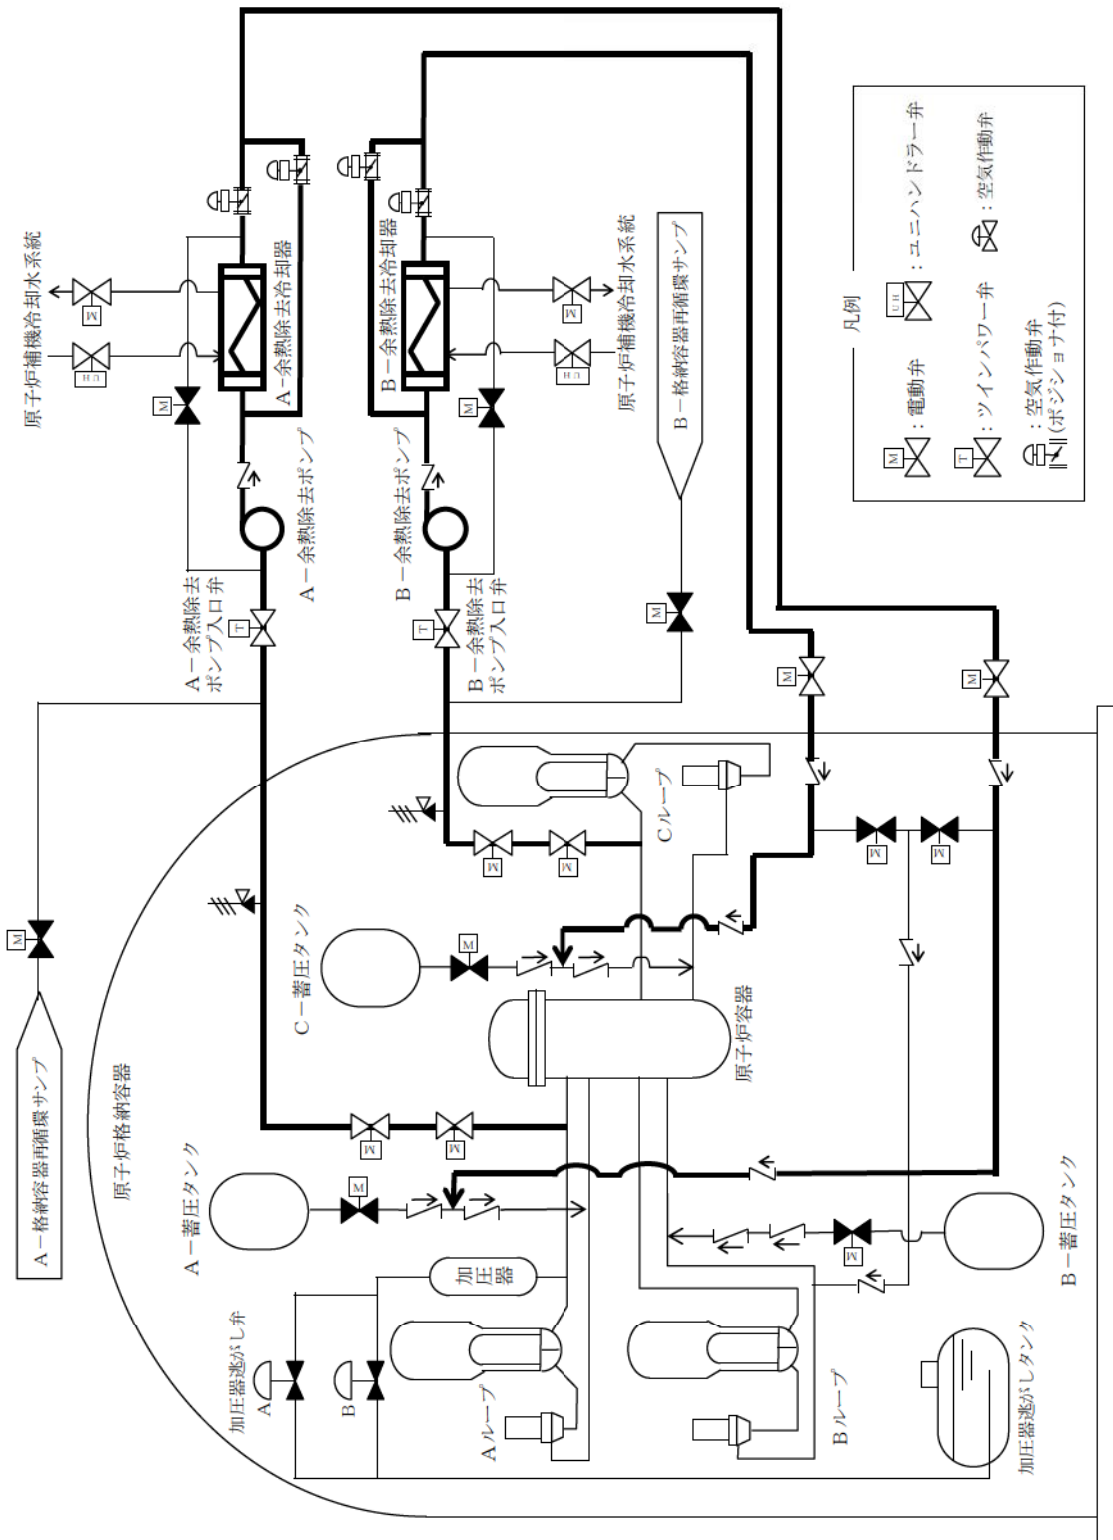 原子炉補機冷却水系統
M
UH
M
A－余熱除去冷却器
A－余熱除去ポンプ
A－余熱除去
ポンプ入口弁
T
B－余熱除去冷却器
B－余熱除去ポンプ
B－余熱除去
ポンプ入口弁
T
M
M
UH
原子炉補機冷却水系統
B－格納容器再循環サンプ
M
M
M
凡例
M
：電動弁
UH
：ユニハンドラー弁
T
：ツインパワー弁
：空気作動弁
：空気作動弁
(ポジショナ付)
A－格納容器再循環サンプ
M
原子炉格納容器
Cループ
M
M
C－蓄圧タンク
M
原子炉容器
M
M
M
M
A－蓄圧タンク
M
B－蓄圧タンク
M
加圧器
加圧器逃がし弁
A
B
Aループ
Bループ
加圧器逃がしタンク